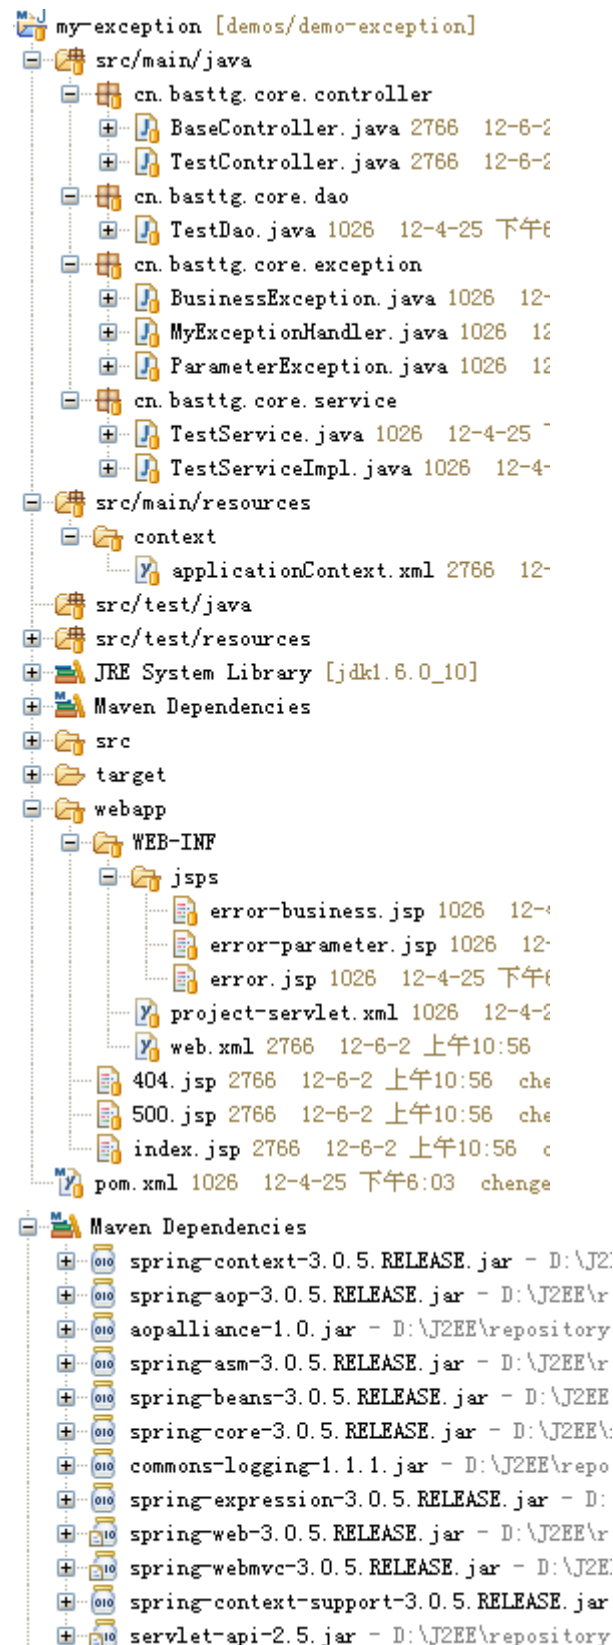 my-exception [demos/demo-exception]
src/main/java
cn.basttg.core.controller
BaseController.java 2766 12-6-2
TestController.java 2766 12-6-2
cn.basttg.core.dao
TestDao.java 1026 12-4-25 下午6
cn.basttg.core.exception
BusinessException.java 1026 12-
MyExceptionHandler.java 1026 12
ParameterException.java 1026 12
cn.basttg.core.service
TestService.java 1026 12-4-25
TestServiceImpl.java 1026 12-4-
src/main/resources
context
applicationContext.xml 2766 12-
src/test/java
src/test/resources
JRE System Library [jdk1.6.0_10]
Maven Dependencies
src
target
webapp
WEB-INF
jsps
error-business.jsp 1026 12-4
error-parameter.jsp 1026 12-
error.jsp 1026 12-4-25 下午6
project-servlet.xml 1026 12-4-2
web.xml 2766 12-6-2 上午10:56
404.jsp 2766 12-6-2 上午10:56 che
500.jsp 2766 12-6-2 上午10:56 che
index.jsp 2766 12-6-2 上午10:56 c
pom.xml 1026 12-4-25 下午6:03 chenge
Maven Dependencies
spring-context-3.0.5.RELEASE.jar - D:\J2
spring-aop-3.0.5.RELEASE.jar - D:\J2EE\r
aopalliance-1.0.jar - D:\J2EE\repository
spring-asm-3.0.5.RELEASE.jar - D:\J2EE\r
spring-beans-3.0.5.RELEASE.jar - D:\J2EE
spring-core-3.0.5.RELEASE.jar - D:\J2EE\
commons-logging-1.1.1.jar - D:\J2EE\repo
spring-expression-3.0.5.RELEASE.jar - D:
spring-web-3.0.5.RELEASE.jar - D:\J2EE\r
spring-webmvc-3.0.5.RELEASE.jar - D:\J2E
spring-context-support-3.0.5.RELEASE.jar
servlet-api-2.5.jar - D:\J2EE\repository